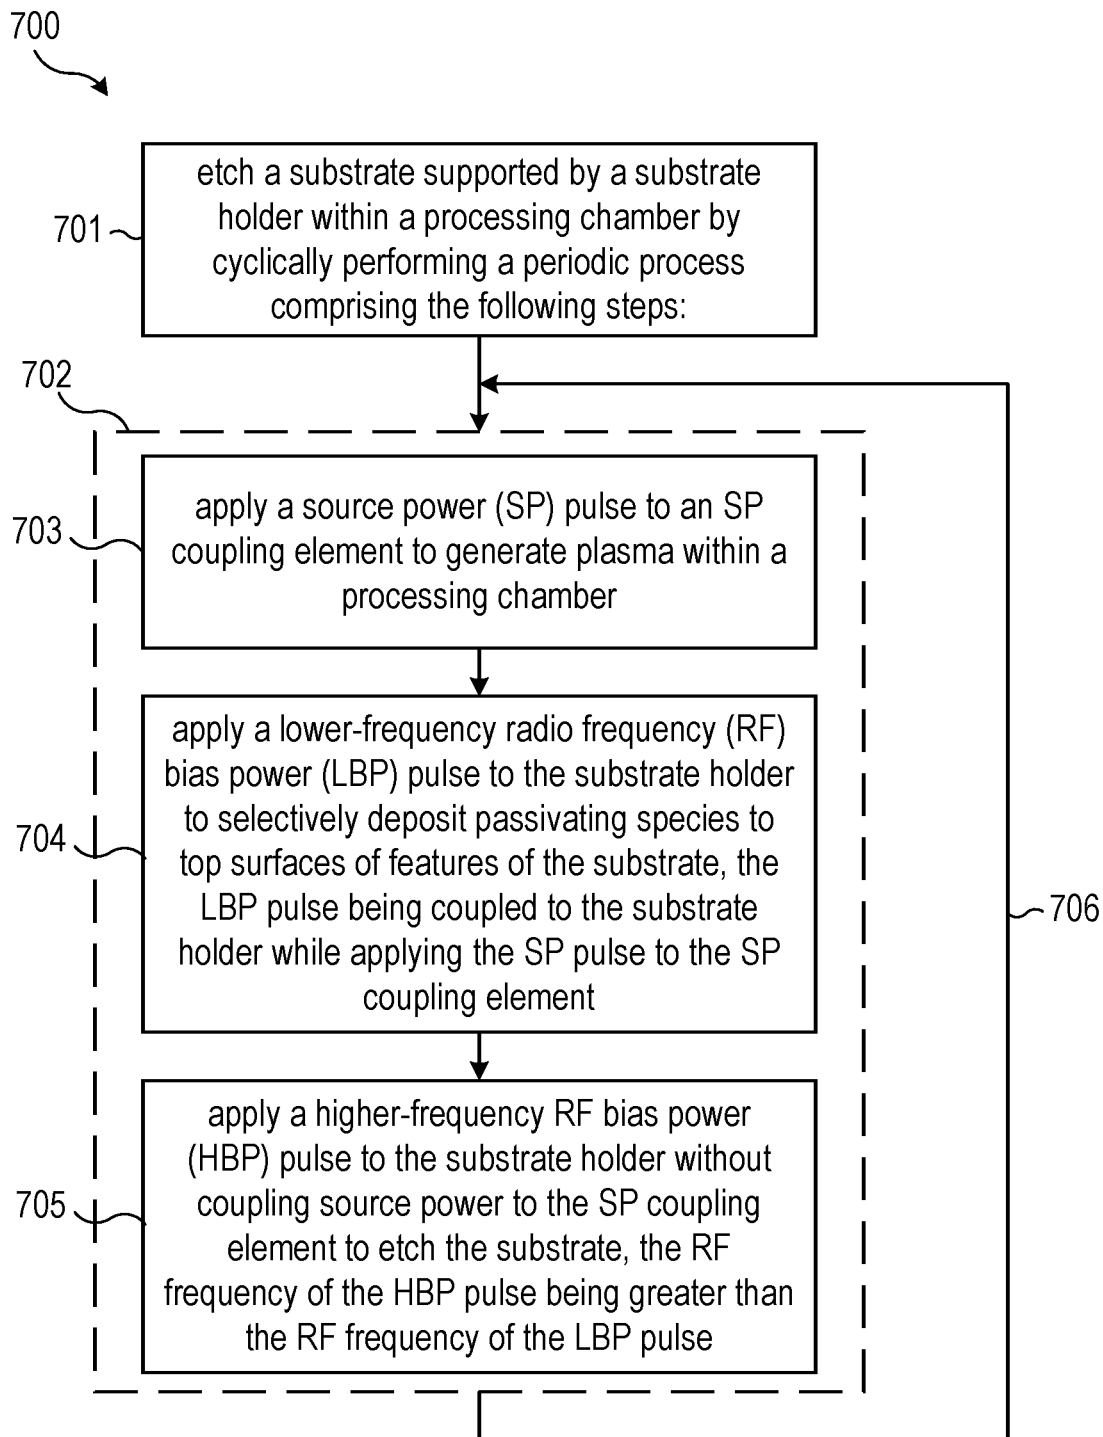 700
701
etch a substrate supported by a substrate
holder within a processing chamber by
cyclically performing a periodic process
comprising the following steps:
702
703
apply a source power (SP) pulse to an SP
coupling element to generate plasma within a
processing chamber
704
apply a lower-frequency radio frequency (RF)
bias power (LBP) pulse to the substrate holder
to selectively deposit passivating species to
top surfaces of features of the substrate, the
LBP pulse being coupled to the substrate
holder while applying the SP pulse to the SP
coupling element
706
705
apply a higher-frequency RF bias power
(HBP) pulse to the substrate holder without
coupling source power to the SP coupling
element to etch the substrate, the RF
frequency of the HBP pulse being greater than
the RF frequency of the LBP pulse